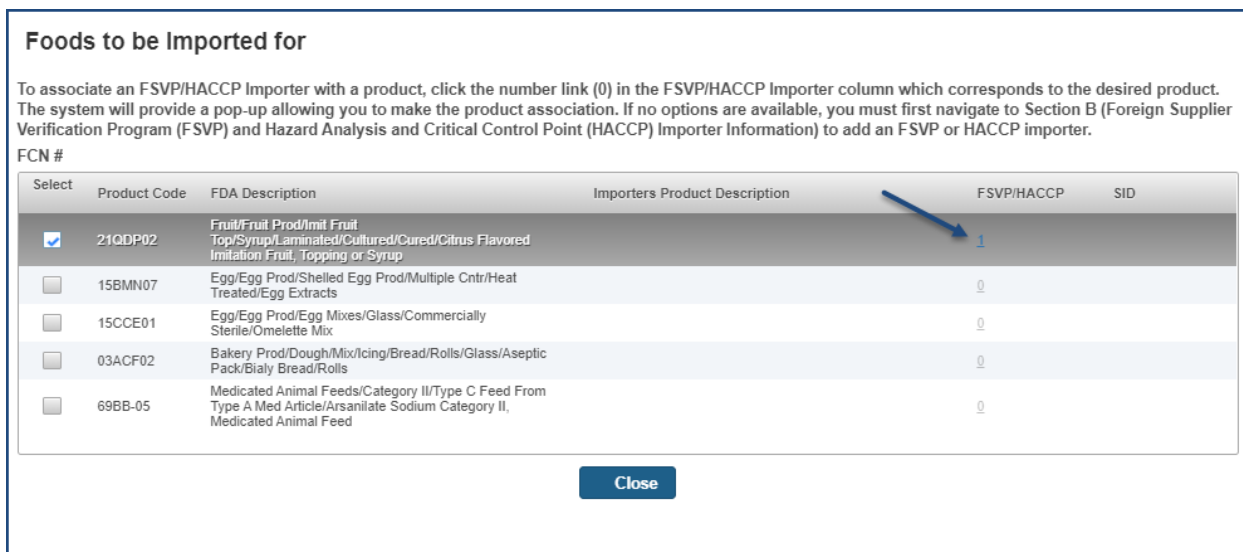 Foods to be Imported for
To associate an FSVP/HACCP Importer with a product, click the number link (0) in the FSVP/HACCP Importer column which corresponds to the desired product.
The system will provide a pop-up allowing you to make the product association. If no options are available, you must first navigate to Section B (Foreign Supplier
Verification Program (FSVP) and Hazard Analysis and Critical Control Point (HACCP) Importer Information) to add an FSVP or HACCP importer.
FCN #
Select Product Code FDA Description Importers Product Description FSVP/HACCP SID
Fruit/Fruit Prod/Imit Fruit
21QDP02 Top/Syrup/Laminated/Cultured/Cured/Citrus Flavored 1
Imitation Fruit, Topping or Syrup
15BMN07 Egg/Egg Prod/Shelled Egg Prod/Multiple Cntr/Heat 0
Treated/Egg Extracts
15CCE01 Egg/Egg Prod/Egg Mixes/Glass/Commercially 0
Sterile/Omelette Mix
03ACF02 Bakery Prod/Dough/Mix/Icing/Bread/Rolls/Glass/Aseptic 0
Pack/Bialy Bread/Rolls
Medicated Animal Feeds/Category II/Type C Feed From
69BB-05 Type A Med Article/Arsanilate Sodium Category II, 0
Medicated Animal Feed
Close